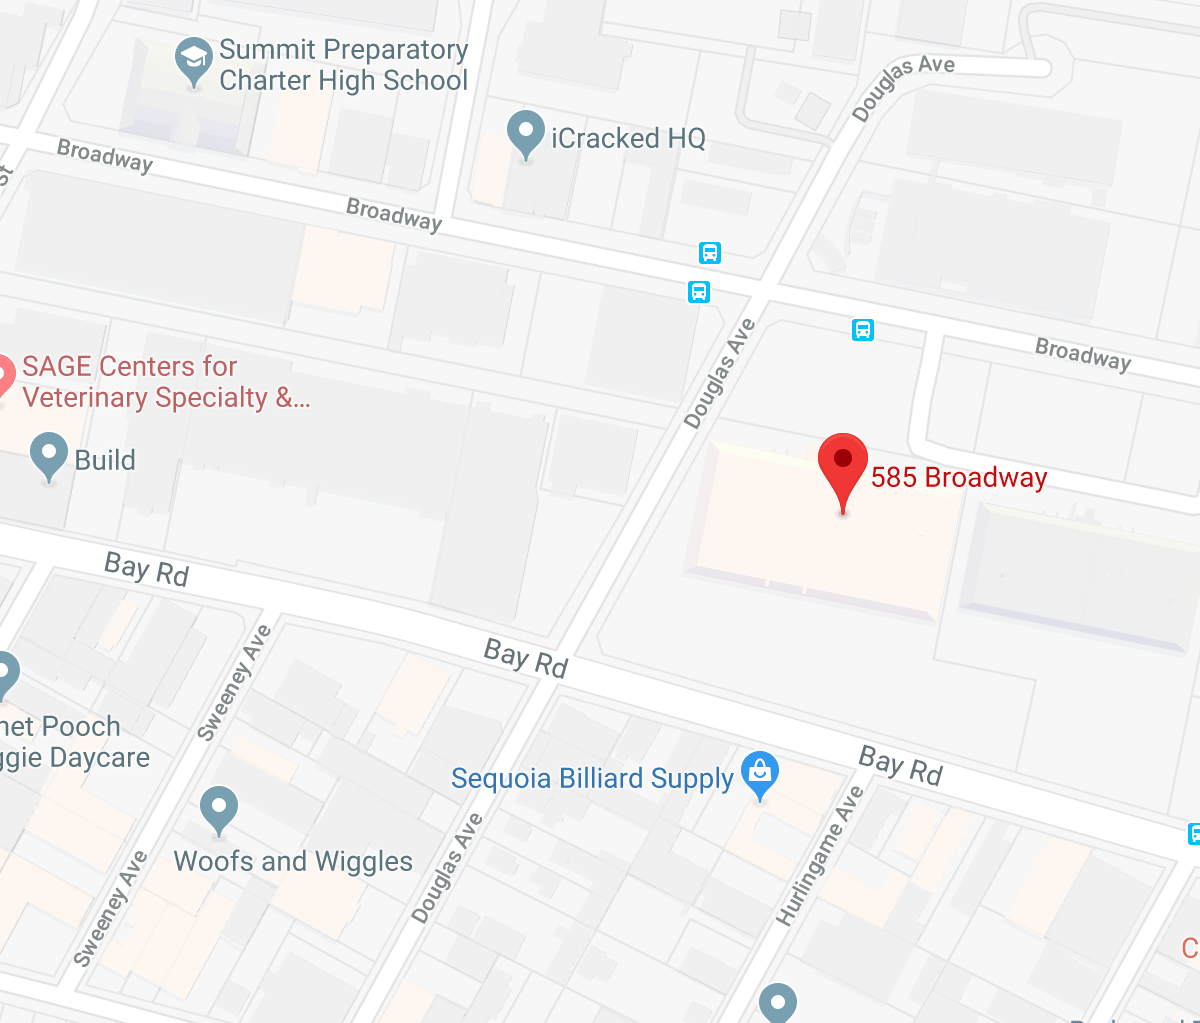 Summit Preparatory
Charter High School
Douglas Ave
iCracked HQ
Broadway
St
Broadway
Douglas Ave
Broadway
SAGE Centers for
Veterinary Specialty &...
Build
585 Broadway
Bay Rd
Bay Rd
Sweeney Ave
net Pooch
ggie Daycare
Bay Rd
Sequoia Billiard Supply
Hurlingame Ave
Woofs and Wiggles
Douglas Ave
Sweeney Ave
C